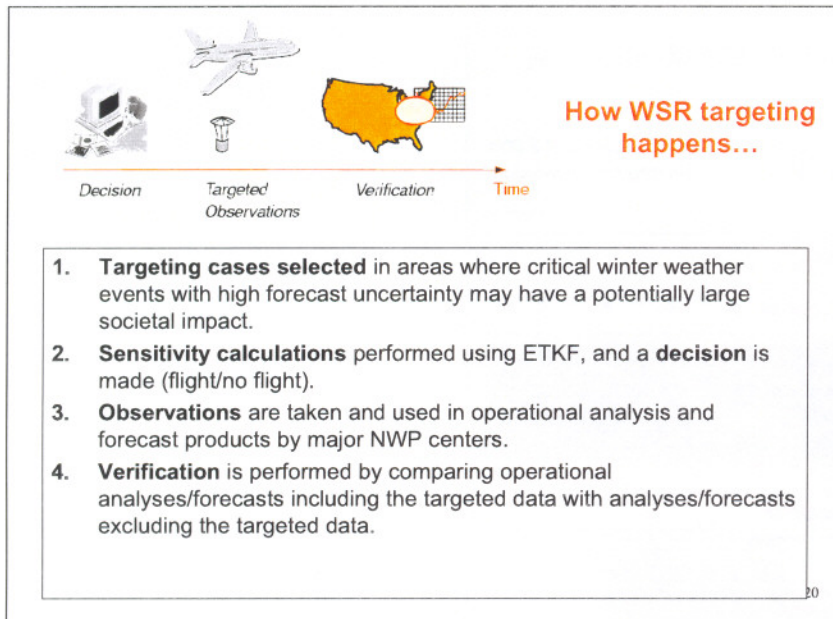 How WSR targeting
happens...
Decision
Targeted
Observations
Verification
Time
1. Targeting cases selected in areas where critical winter weather
events with high forecast uncertainty may have a potentially large
societal impact.
2. Sensitivity calculations performed using ETKF, and a decision is
made (flight/no flight).
3. Observations are taken and used in operational analysis and
forecast products by major NWP centers.
4. Verification is performed by comparing operational
analyses/forecasts including the targeted data with analyses/forecasts
excluding the targeted data.
20